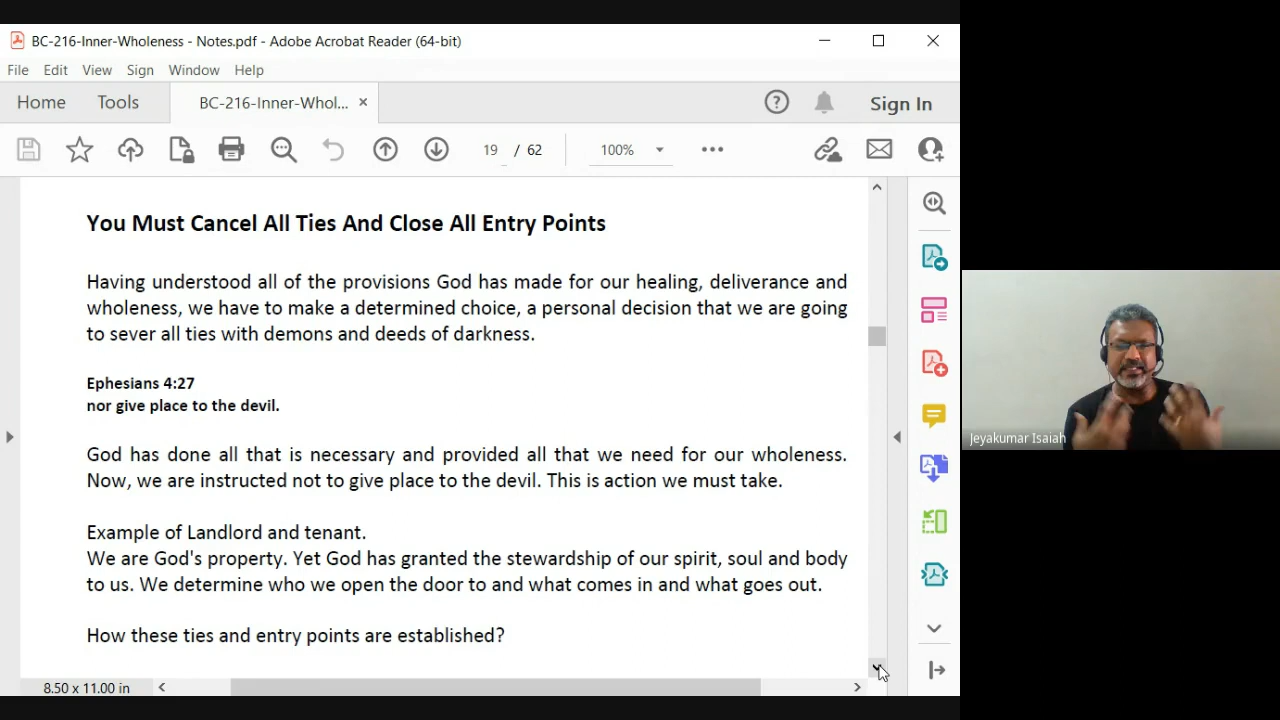 BC-216-Inner-Wholeness - Notes.pdf - Adobe Acrobat Reader (64-bit)
File Edit View Sign Window Help
Home Tools BC-216-Inner-Whol... × Sign In
19 / 62 100%
You Must Cancel All Ties And Close All Entry Points
Having understood all of the provisions God has made for our healing, deliverance and
wholeness, we have to make a determined choice, a personal decision that we are going
to sever all ties with demons and deeds of darkness.
Ephesians 4:27
nor give place to the devil.
God has done all that is necessary and provided all that we need for our wholeness.
Now, we are instructed not to give place to the devil. This is action we must take.
Example of Landlord and tenant.
We are God's property. Yet God has granted the stewardship of our spirit, soul and body
to us. We determine who we open the door to and what comes in and what goes out.
How these ties and entry points are established?
8.50 x 11.00 in
Jeyakumar Isaiah